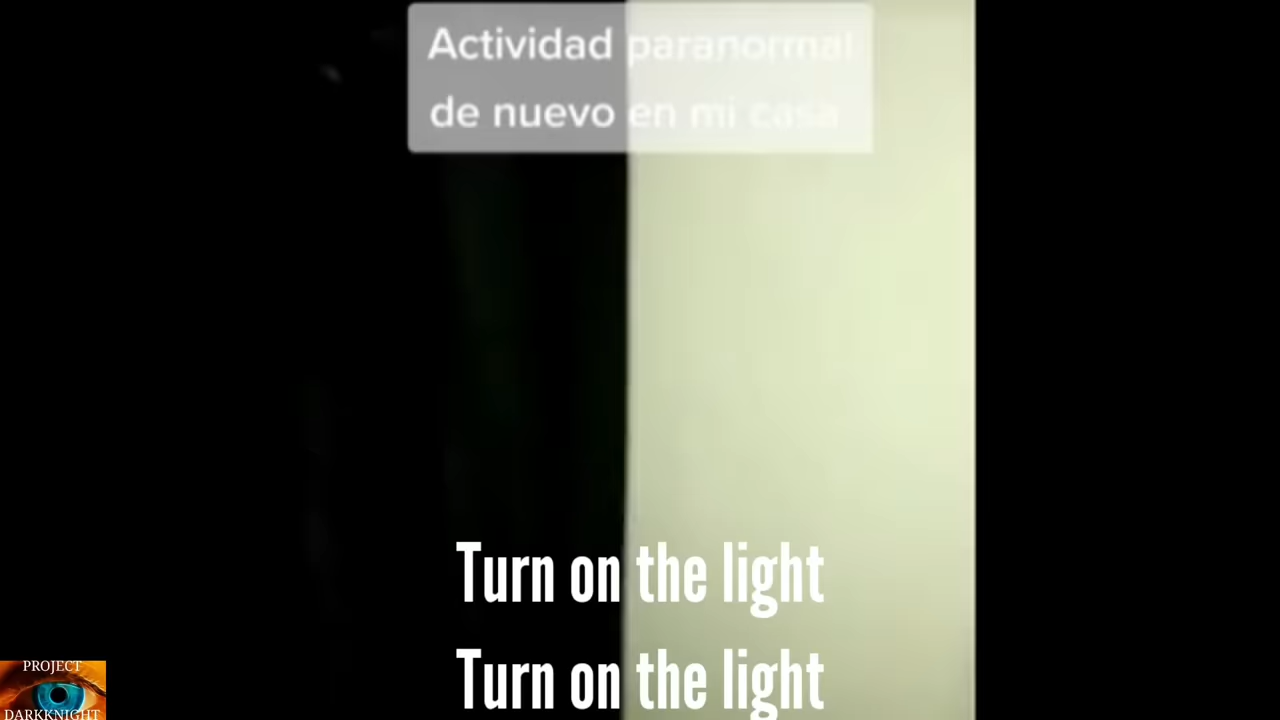 Actividad paranormal
de nuevo en mi casa
Turn on the light
Turn on the light
PROJECT
DARKKNIGHT